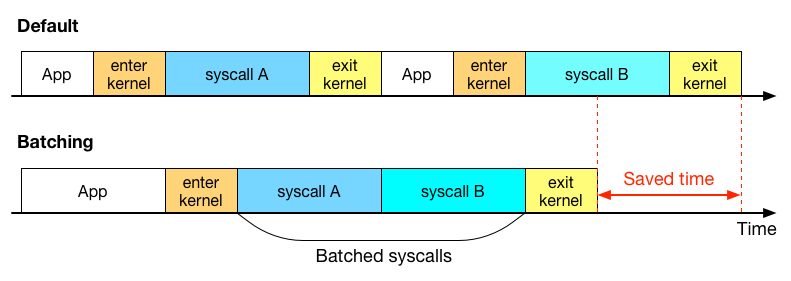 Default
App
enter
kernel
syscall A
exit
kernel
App
enter
kernel
syscall B
exit
kernel
Batching
App
enter
kernel
syscall A
syscall B
exit
kernel
Saved time
Time
Batched syscalls